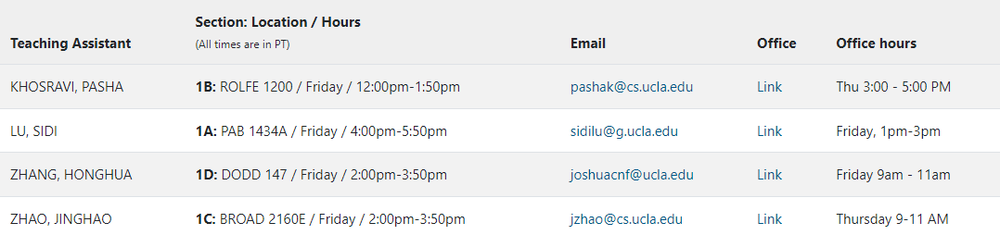 Teaching Assistant Section: Location / Hours (All times are in PT) Email Office Office hours
KHOSRAVI, PASHA 1B: ROLFE 1200 / Friday / 12:00pm-1:50pm pashak@cs.ucla.edu Link Thu 3:00 - 5:00 PM
LU, SIDI 1A: PAB 1434A / Friday / 4:00pm-5:50pm sidilu@g.ucla.edu Link Friday, 1pm-3pm
ZHANG, HONGHUA 1D: DODD 147 / Friday / 2:00pm-3:50pm joshuacnf@ucla.edu Link Friday 9am - 11am
ZHAO, JINGHAO 1C: BROAD 2160E / Friday / 2:00pm-3:50pm jzhao@cs.ucla.edu Link Thursday 9-11 AM